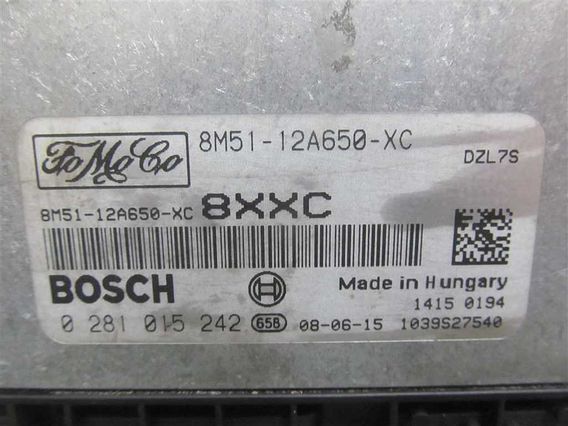 FoMoCo 8M51-12A650-XC
DZL7S
8M51-12A650-XC 8XXC
BOSCH Made in Hungary
1415 0194
0 281 015 242 658 08-06-15 1039S27540